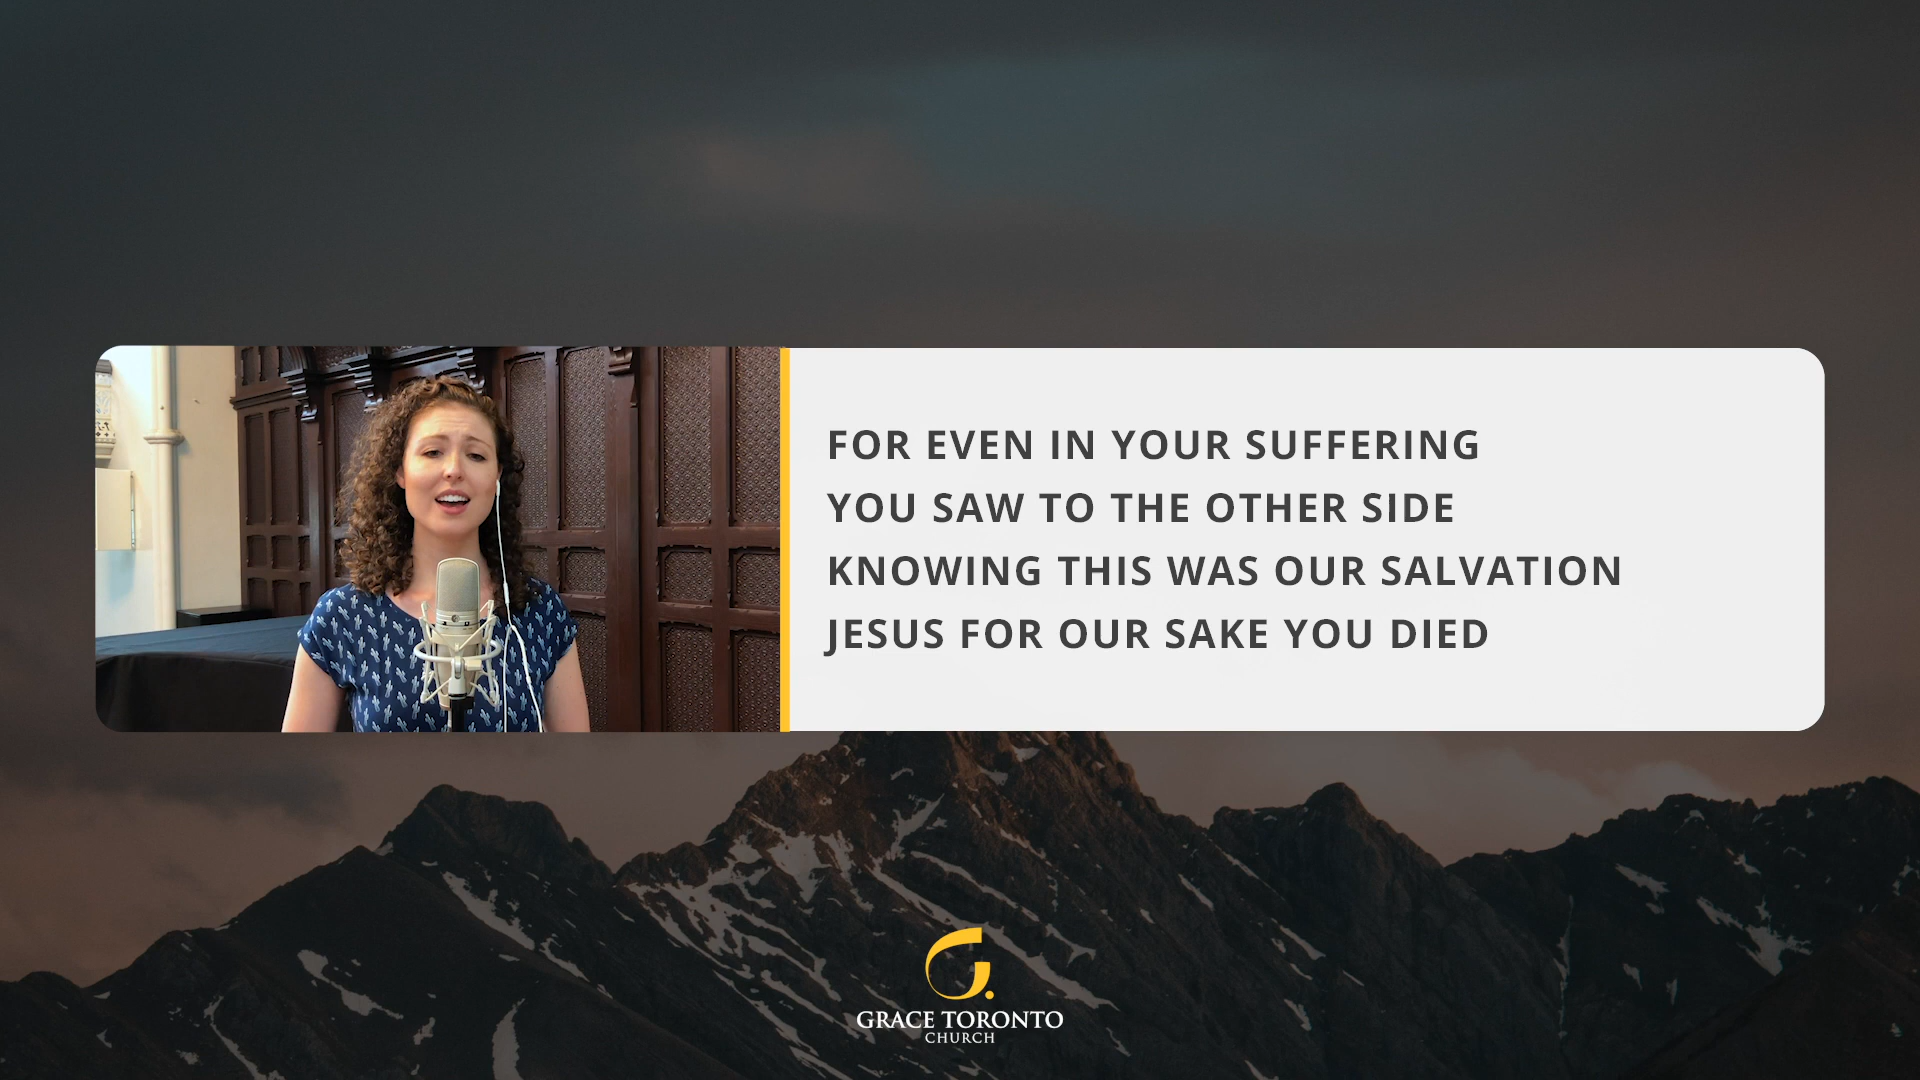 FOR EVEN IN YOUR SUFFERING
YOU SAW TO THE OTHER SIDE
KNOWING THIS WAS OUR SALVATION
JESUS FOR OUR SAKE YOU DIED
GRACE TORONTO
CHURCH